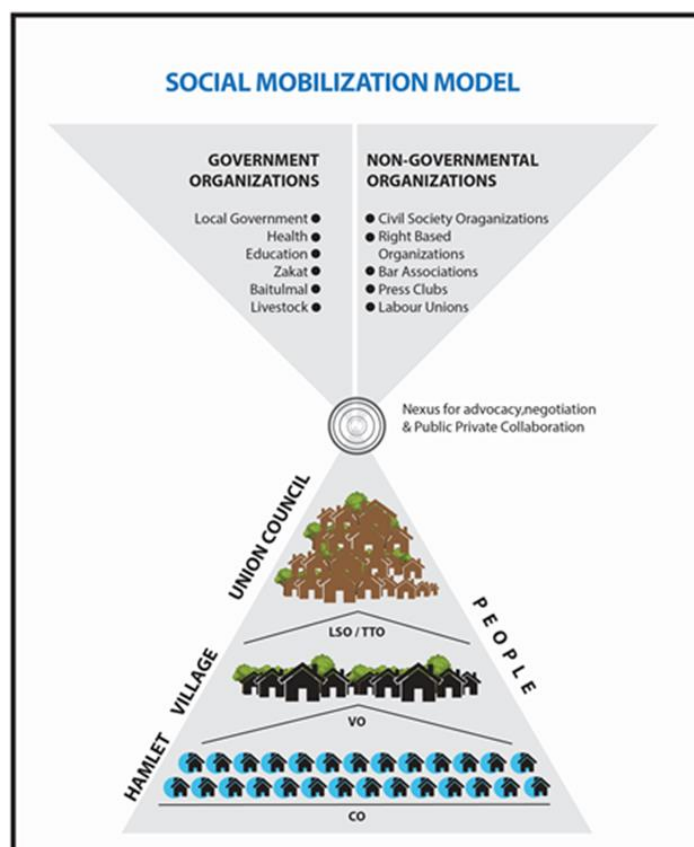 SOCIAL MOBILIZATION MODEL
GOVERNMENT
ORGANIZATIONS
Local Government
Health
Education
Zakat
Baitulmal
Livestock
NON-GOVERNMENTAL
ORGANIZATIONS
Civil Society Oraganizations
Right Based
Organizations
Bar Associations
Press Clubs
Labour Unions
Nexus for advocacy,negotiation
& Public Private Collaboration
UNION COUNCIL
PEOPLE
LSO / TTO
VILLAGE
VO
HAMLET
CO